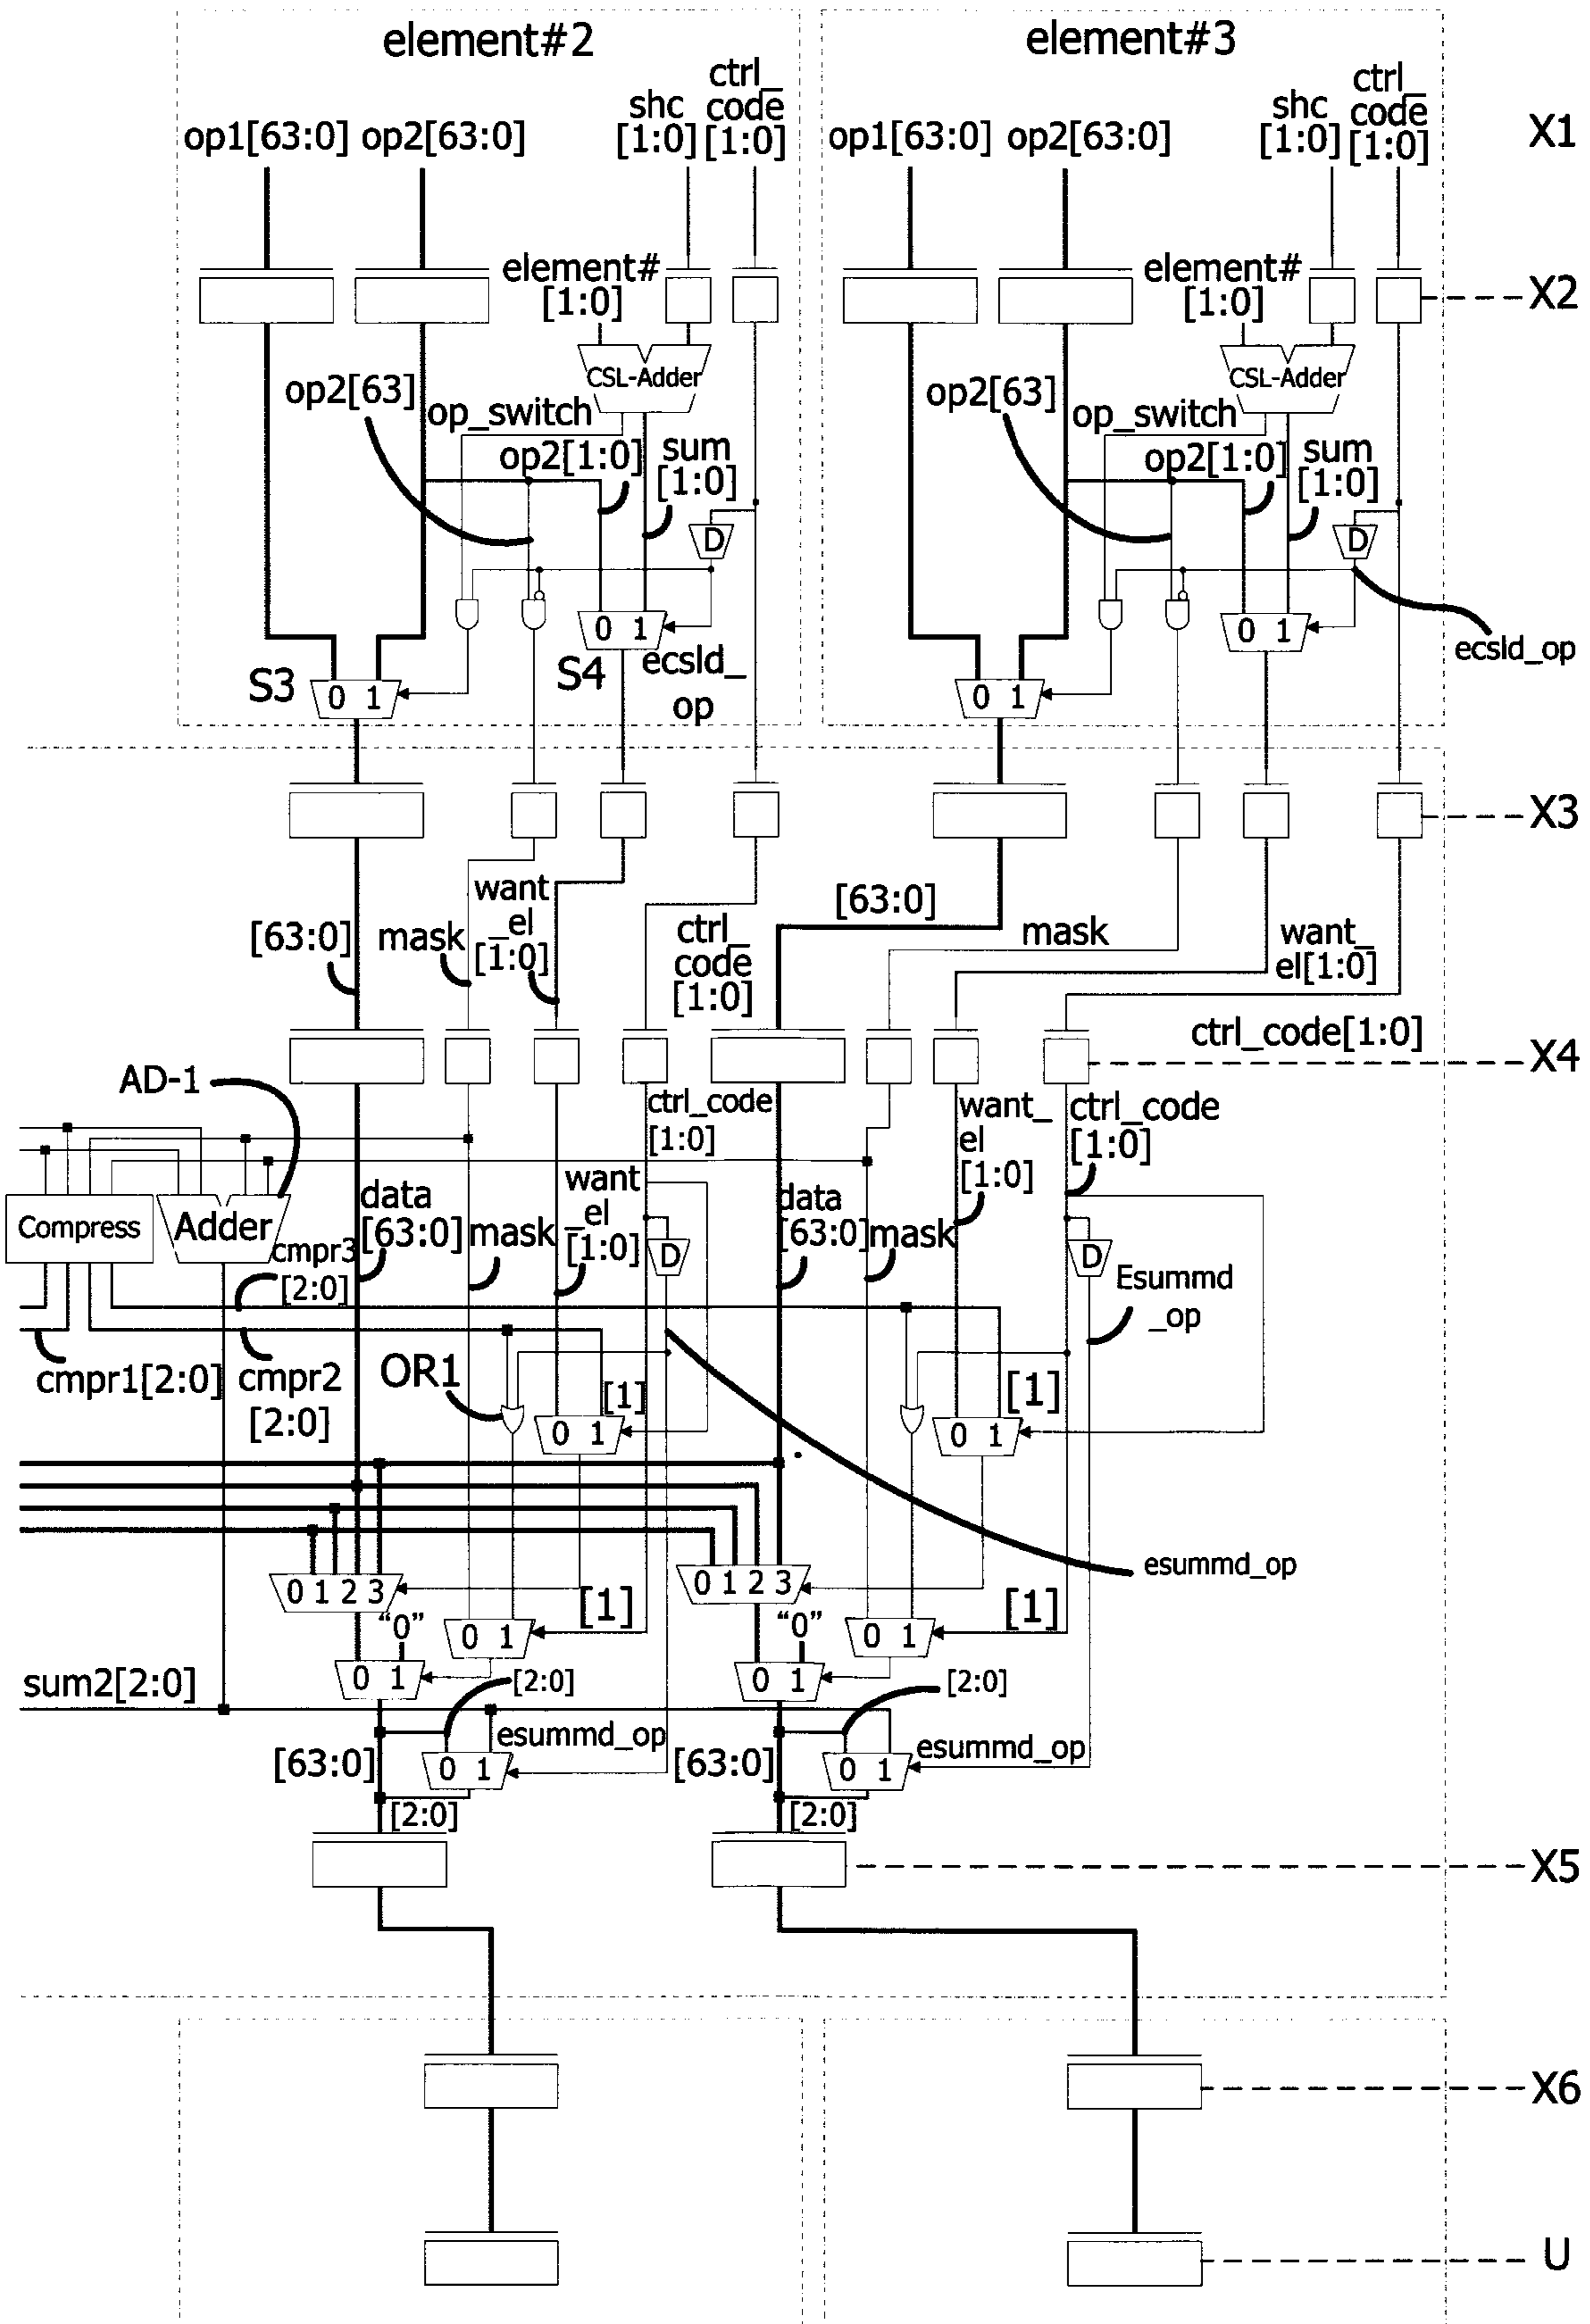 element#2
element#3
ctrl_
code
[1:0]
shc
[1:0]
op1[63:0]
op2[63:0]
ctrl_
code
[1:0]
shc
[1:0]
op1[63:0]
op2[63:0]
X1
element#
[1:0]
element#
[1:0]
X2
CSL-Adder
CSL-Adder
op2[63]
op_switch
op2[1:0]
sum
[1:0]
D
op2[63]
op_switch
op2[1:0]
sum
[1:0]
D
0 1
S4
ecsld_
op
0 1
ecsld_op
S3
0 1
0 1
X3
[63:0]
mask
want
_el
[1:0]
ctrl_
code
[1:0]
[63:0]
mask
want_
el[1:0]
ctrl_code[1:0]
X4
AD-1
ctrl_code
[1:0]
want_
el
[1:0]
ctrl_code
[1:0]
Compress
Adder
cmpr3
[2:0]
data
[63:0]
mask
want
_el
[1:0]
D
data
[63:0]
mask
D
Esummd
_op
cmpr1[2:0]
cmpr2
[2:0]
OR1
[1]
0 1
[1]
0 1
esummd_op
0 1 2 3
[1]
0 1 2 3
[1]
"0"
0 1
"0"
0 1
0 1
0 1
sum2[2:0]
[2:0]
[2:0]
esummd_op
esummd_op
[63:0]
0 1
[63:0]
0 1
[2:0]
[2:0]
X5
X6
U